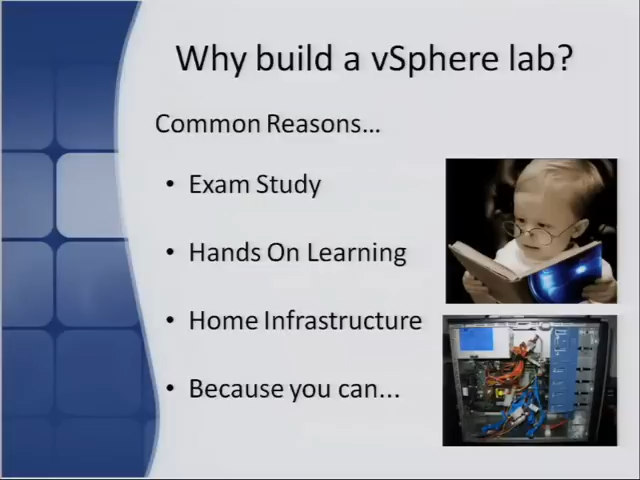 Why build a vSphere lab?
Common Reasons...
• Exam Study
• Hands On Learning
• Home Infrastructure
• Because you can...